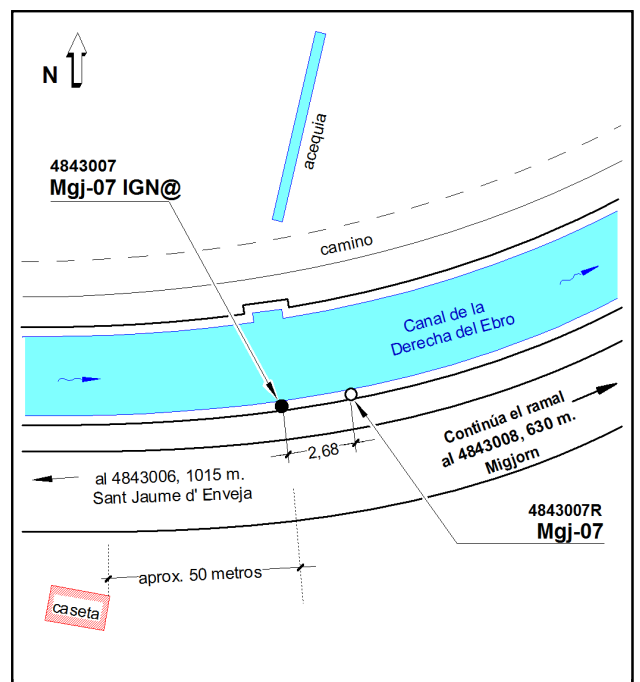 N
acequia
4843007
Mgj-07 IGN@
camino
Canal de la
Derecha del Ebro
2,68
Continúa el ramal
al 4843008, 630 m.
Migjorn
al 4843006, 1015 m.
Sant Jaume d' Enveja
4843007R
Mgj-07
aprox. 50 metros
caseta